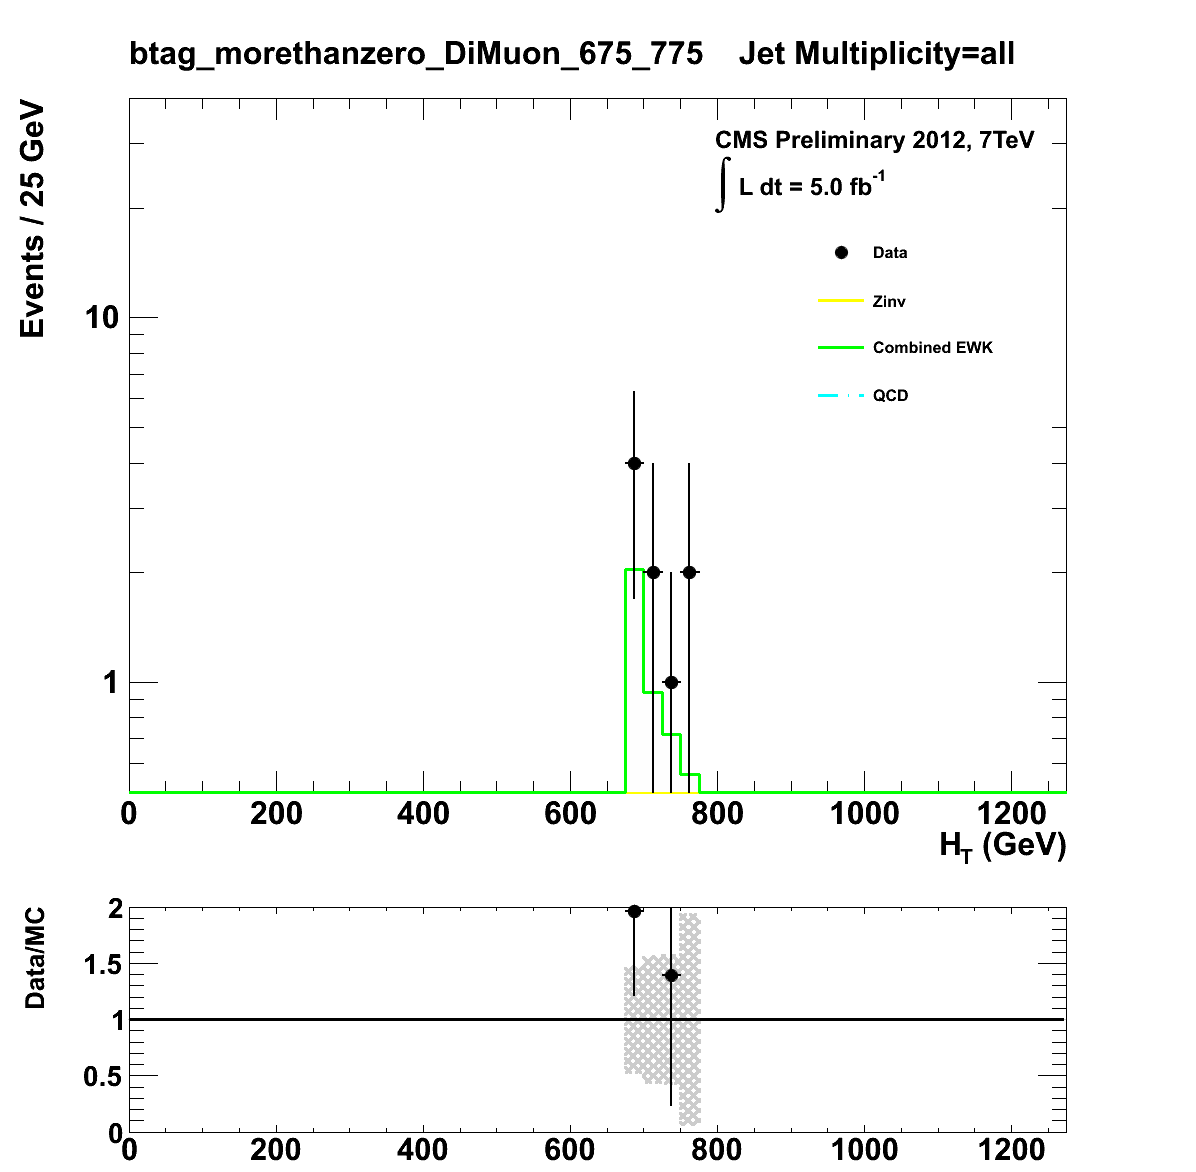 btag_morethanzero_DiMuon_675_775 Jet Multiplicity=all
Events / 25 GeV
CMS Preliminary 2012, 7TeV
∫ L dt = 5.0 fb-1
Data
Zinv
Combined EWK
QCD
10
1
0 200 400 600 800 1000 1200
HT (GeV)
Data/MC
2
1.5
1
0.5
0
0 200 400 600 800 1000 1200